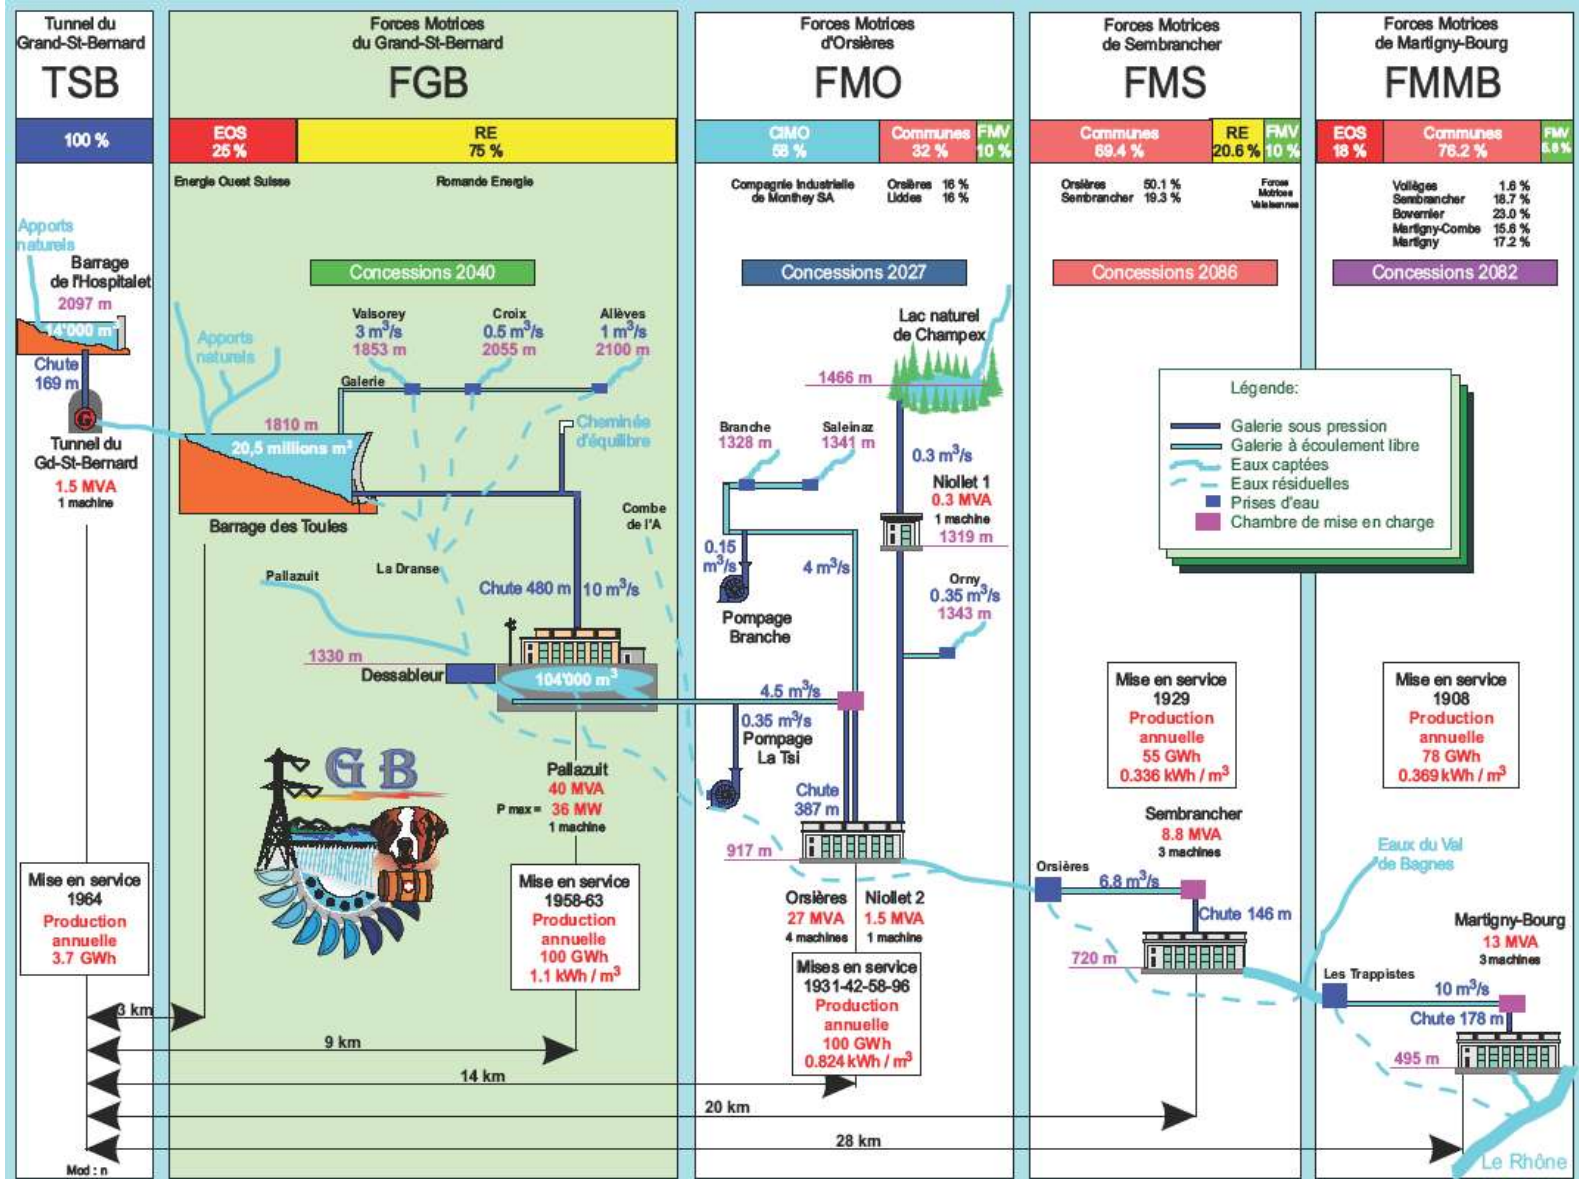 Tunnel du
Grand-St-Bernard
TSB
100 %
Apports
naturels
Barrage
de l'Hospitalet
2097 m
14'000 m³
Chute
169 m
G
Tunnel du
Gd-St-Bernard
1.5 MVA
1 machine
Mise en service
1964
Production
annuelle
3.7 GWh
Mod : n
Forces Motrices
du Grand-St-Bernard
FGB
EOS
25 %
RE
75 %
Energie Ouest Suisse
Romande Energie
Concessions 2040
Apports
naturels
Valsorey
3 m³/s
1853 m
Croix
0.5 m³/s
2055 m
Allèves
1 m³/s
2100 m
Galerie
1810 m
20,5 millions m³
Cheminée
d'équilibre
Barrage des Toules
Combe
de l'A
Pallazuit
La Dranse
Chute 480 m
10 m³/s
1330 m
Dessableur
104'000 m³
GB
Pallazuit
40 MVA
P max = 36 MW
1 machine
Mise en service
1958-63
Production
annuelle
100 GWh
1.1 kWh / m³
3 km
9 km
14 km
20 km
28 km
Forces Motrices
d'Orsières
FMO
CIMO
58 %
Communes
32 %
FMV
10 %
Compagnie Industrielle
de Monthey SA
Orsières 16 %
Liddes 16 %
Concessions 2027
Lac naturel
de Champex
1466 m
Branche
1328 m
Saleinaz
1341 m
0.3 m³/s
Niollet 1
0.3 MVA
1 machine
1319 m
0.15
m³/s
4 m³/s
Pompage
Branche
Orny
0.35 m³/s
1343 m
4.5 m³/s
0.35 m³/s
Pompage
La Tsi
Chute
387 m
917 m
Orsières
27 MVA
4 machines
Niollet 2
1.5 MVA
1 machine
Mises en service
1931-42-58-96
Production
annuelle
100 GWh
0.824 kWh / m³
Forces Motrices
de Sembrancher
FMS
Communes
69.4 %
RE
20.6 %
FMV
10 %
Orsières 50.1 %
Sembrancher 19.3 %
Forces
Motrices
Valaisannes
Concessions 2086
Légende:
Galerie sous pression
Galerie à écoulement libre
Eaux captées
Eaux résiduelles
Prises d'eau
Chambre de mise en charge
Mise en service
1929
Production
annuelle
55 GWh
0.336 kWh / m³
Sembrancher
8.8 MVA
3 machines
Orsières
6.8 m³/s
Chute 146 m
720 m
Forces Motrices
de Martigny-Bourg
FMMB
EOS
18 %
Communes
76.2 %
FMV
5.8 %
Vollèges 1.6 %
Sembrancher 18.7 %
Bovernier 23.0 %
Martigny-Combe 15.6 %
Martigny 17.2 %
Concessions 2082
Mise en service
1908
Production
annuelle
78 GWh
0.369 kWh / m³
Eaux du Val
de Bagnes
Martigny-Bourg
13 MVA
3 machines
Les Trappistes
10 m³/s
Chute 178 m
495 m
Le Rhône